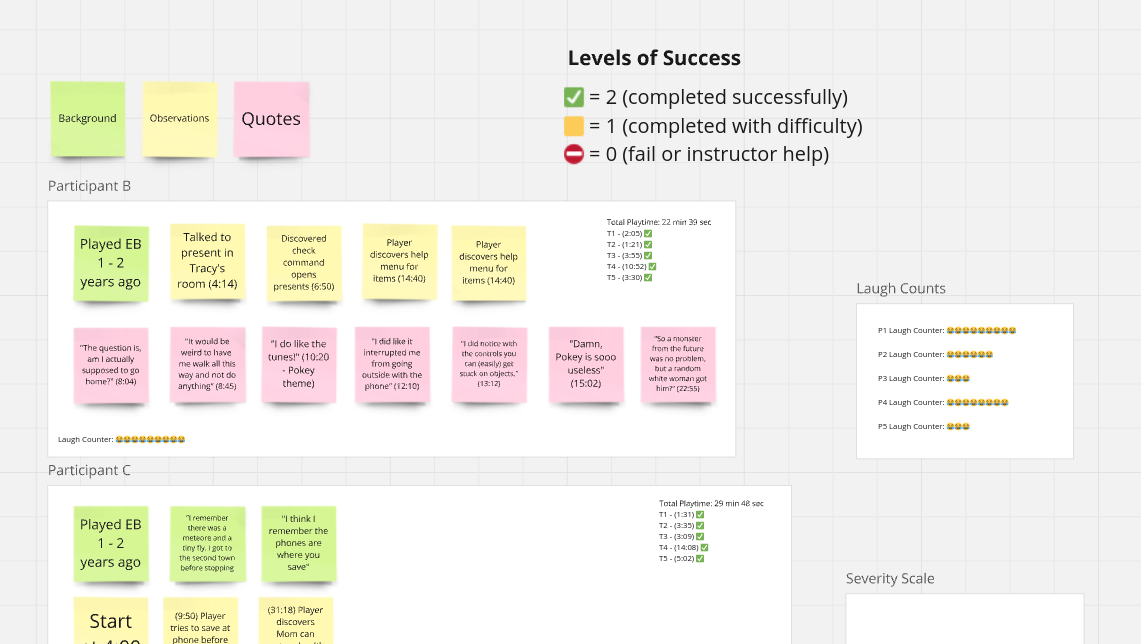 Levels of Success
✅ = 2 (completed successfully)
🟨 = 1 (completed with difficulty)
⛔ = 0 (fail or instructor help)
Background
Observations
Quotes
Participant B
Played EB
1 - 2
years ago
Talked to
present in
Tracy's
room (4:14)
Discovered
check
command
opens
presents (6:50)
Player
discovers help
menu for
items (14:40)
Player
discovers help
menu for
items (14:40)
Total Playtime: 22 min 39 sec
T1 - (2:05) ✅
T2 - (1:21) ✅
T3 - (3:55) ✅
T4 - (10:52) ✅
T5 - (3:30) ✅
"The question is,
am I actually
supposed to go
home?" (8:04)
"It would be
weird to have
me walk all this
way and not do
anything" (8:45)
"I do like the
tunes!" (10:20
- Pokey
theme)
"I did like it
interrupted me
from going
outside with the
phone" (12:10)
"I did notice with
the controls you
can (easily) get
stuck on objects,"
(13:12)
"Damn,
Pokey is sooo
useless"
(15:02)
"So a monster
from the future
was no problem,
but a random
white woman got
him?" (22:55)
Laugh Counter: 😂😂😂😂😂😂😂😂😂
Laugh Counts
P1 Laugh Counter: 😂😂😂😂😂😂😂😂😂
P2 Laugh Counter: 😂😂😂😂😂😂
P3 Laugh Counter: 😂😂😂
P4 Laugh Counter: 😂😂😂😂😂😂😂😂
P5 Laugh Counter: 😂😂😂
Participant C
Played EB
1 - 2
years ago
"I remember
there was a
meteore and a
tiny fly. I got to
the second town
before stopping
"I think I
remember the
phones are
where you
save"
Total Playtime: 29 min 48 sec
T1 - (1:31) ✅
T2 - (3:35) ✅
T3 - (3:09) ✅
T4 - (14:08) ✅
T5 - (5:02) ✅
Start
(9:50) Player
tries to save at
phone before
(31:18) Player
discovers
Mom can
Severity Scale